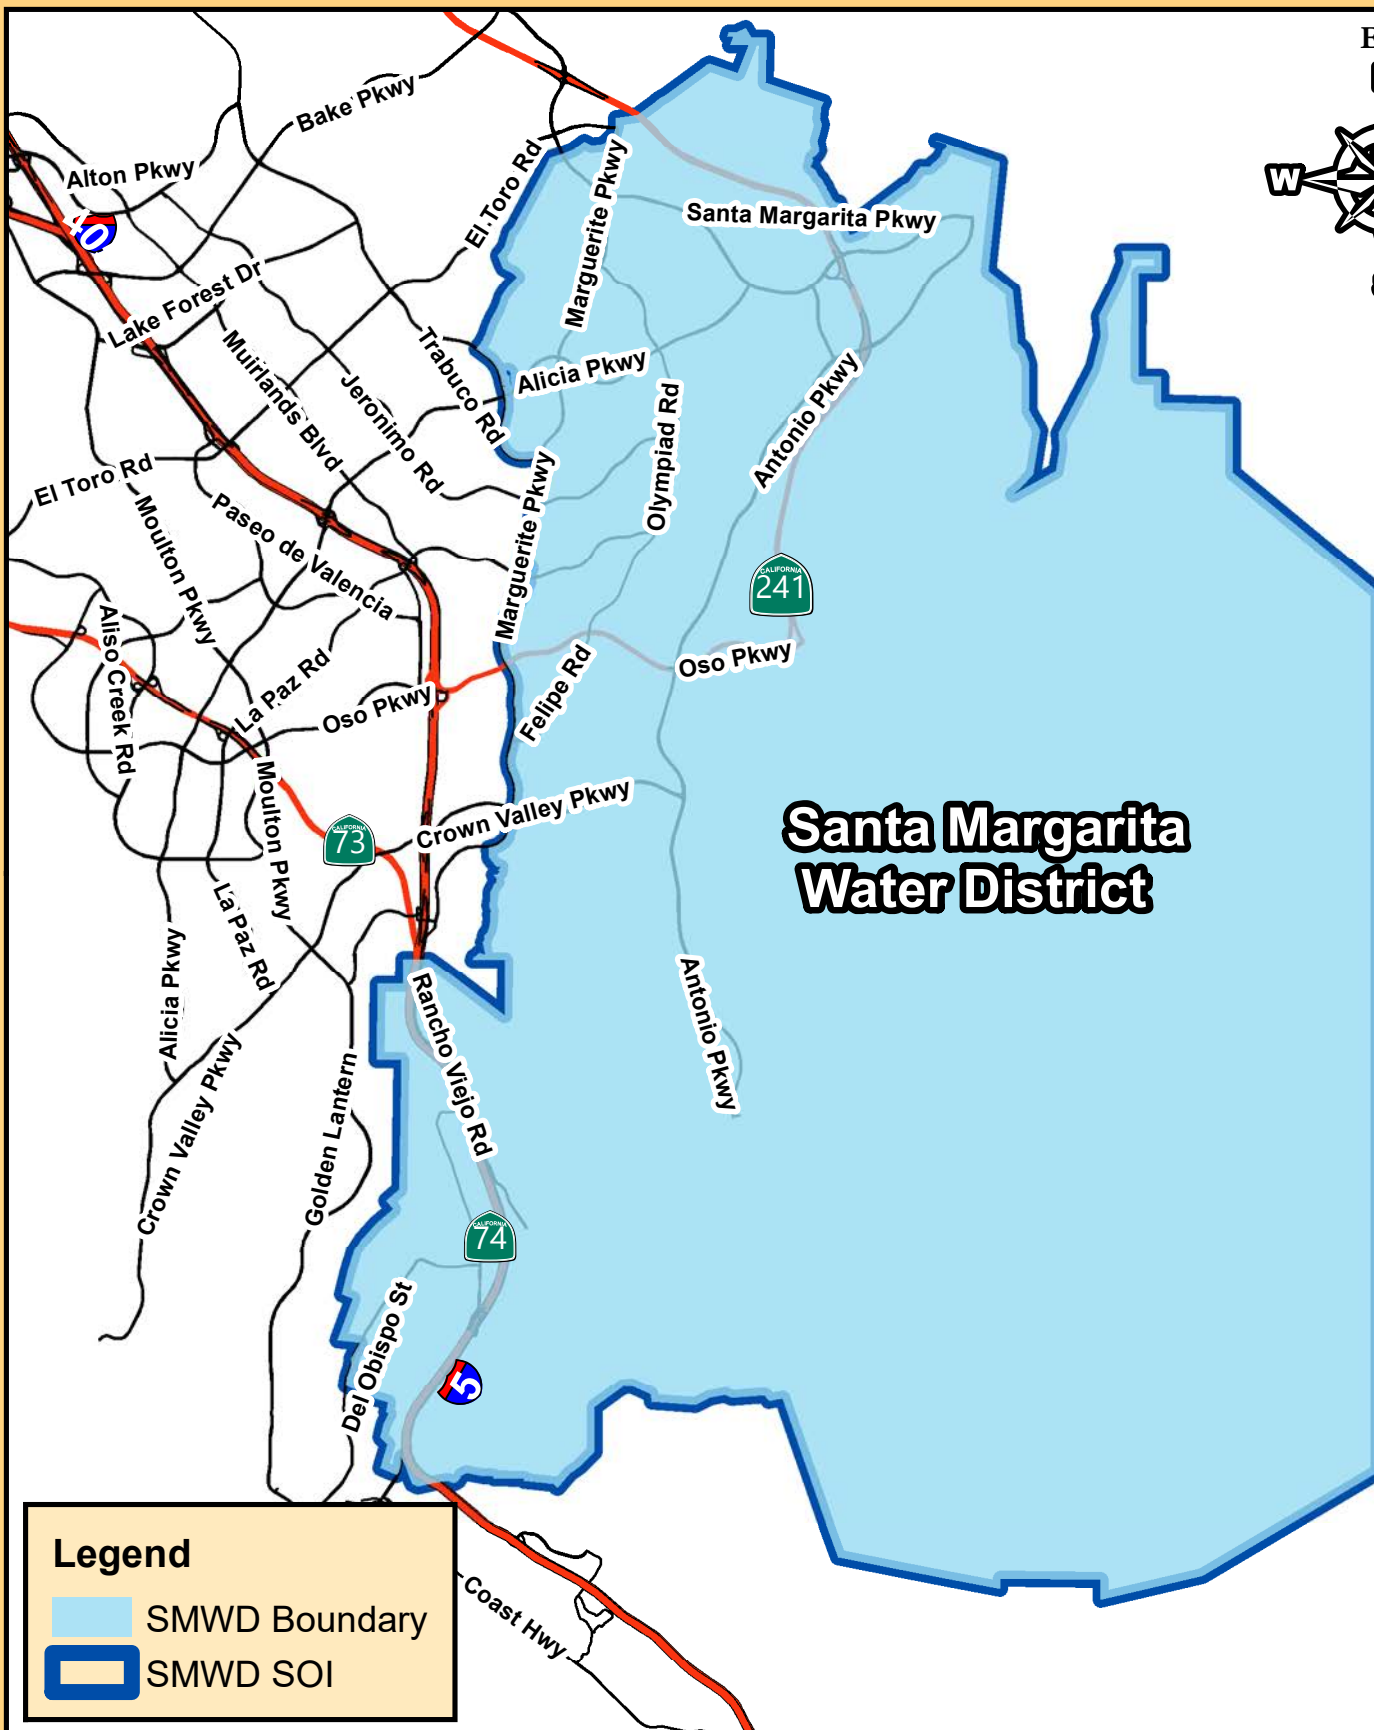 E
W
Bake Pkwy
Alton Pkwy
El Toro Rd
Marguerite Pkwy
Santa Margarita Pkwy
40
Lake Forest Dr
Muirlands Blvd
Jeronimo Rd
Trabuco Rd
Alicia Pkwy
Antonio Pkwy
Olympiad Rd
El Toro Rd
Moulton Pkwy
Paseo de Valencia
Marguerite Pkwy
CALIFORNIA
241
Aliso Creek Rd
La Paz Rd
Oso Pkwy
Felipe Rd
Oso Pkwy
Moulton Pkwy
CALIFORNIA
73
Crown Valley Pkwy
Santa Margarita
Water District
La Paz Rd
Alicia Pkwy
Rancho Viejo Rd
Antonio Pkwy
Crown Valley Pkwy
Golden Lantern
CALIFORNIA
74
Del Obispo St
5
Coast Hwy
Legend
SMWD Boundary
SMWD SOI